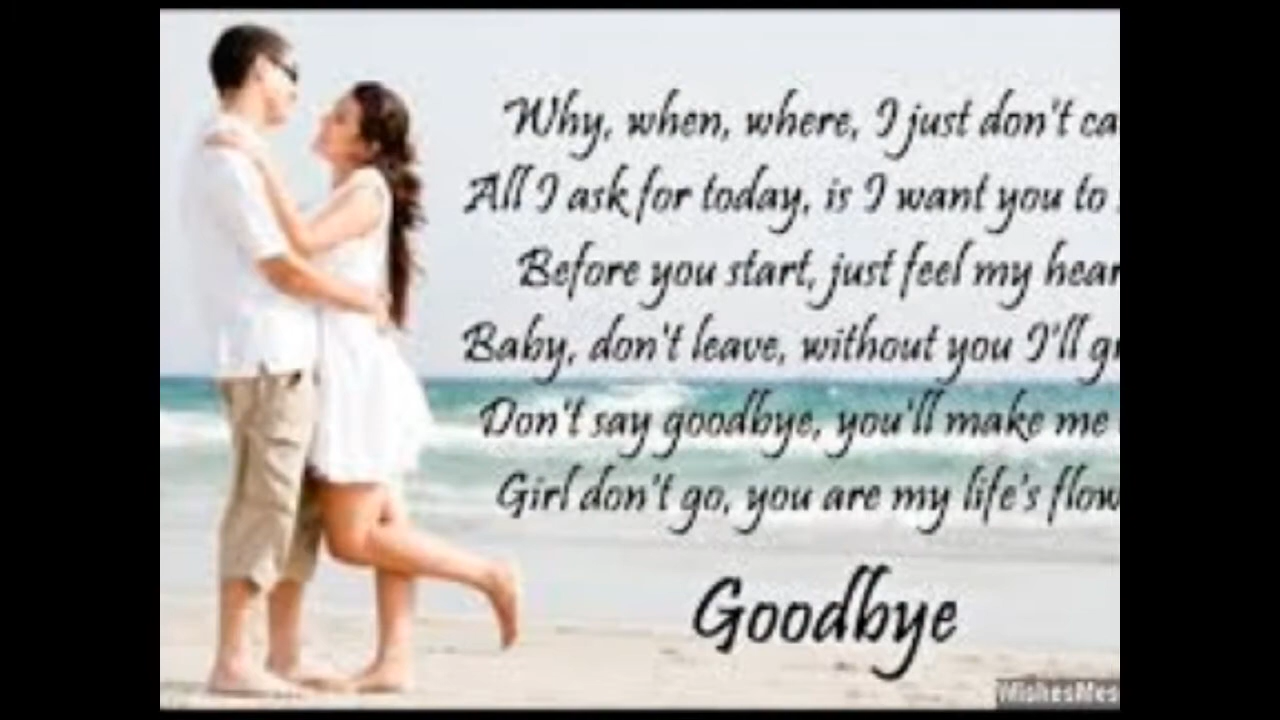 Why, when, where, I just don't ca
All I ask for today, is I want you to
Before you start, just feel my hear
Baby, don't leave, without you I'll gr
Don't say goodbye, you'll make me
Girl don't go, you are my life's flow
Goodbye
WishesMes